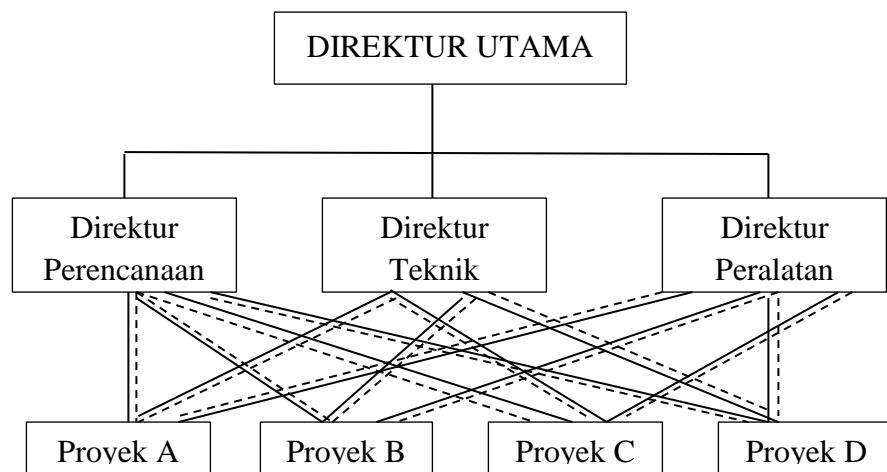 DIREKTUR UTAMA
Direktur
Perencanaan
Direktur
Teknik
Direktur
Peralatan
Proyek A
Proyek B
Proyek C
Proyek D